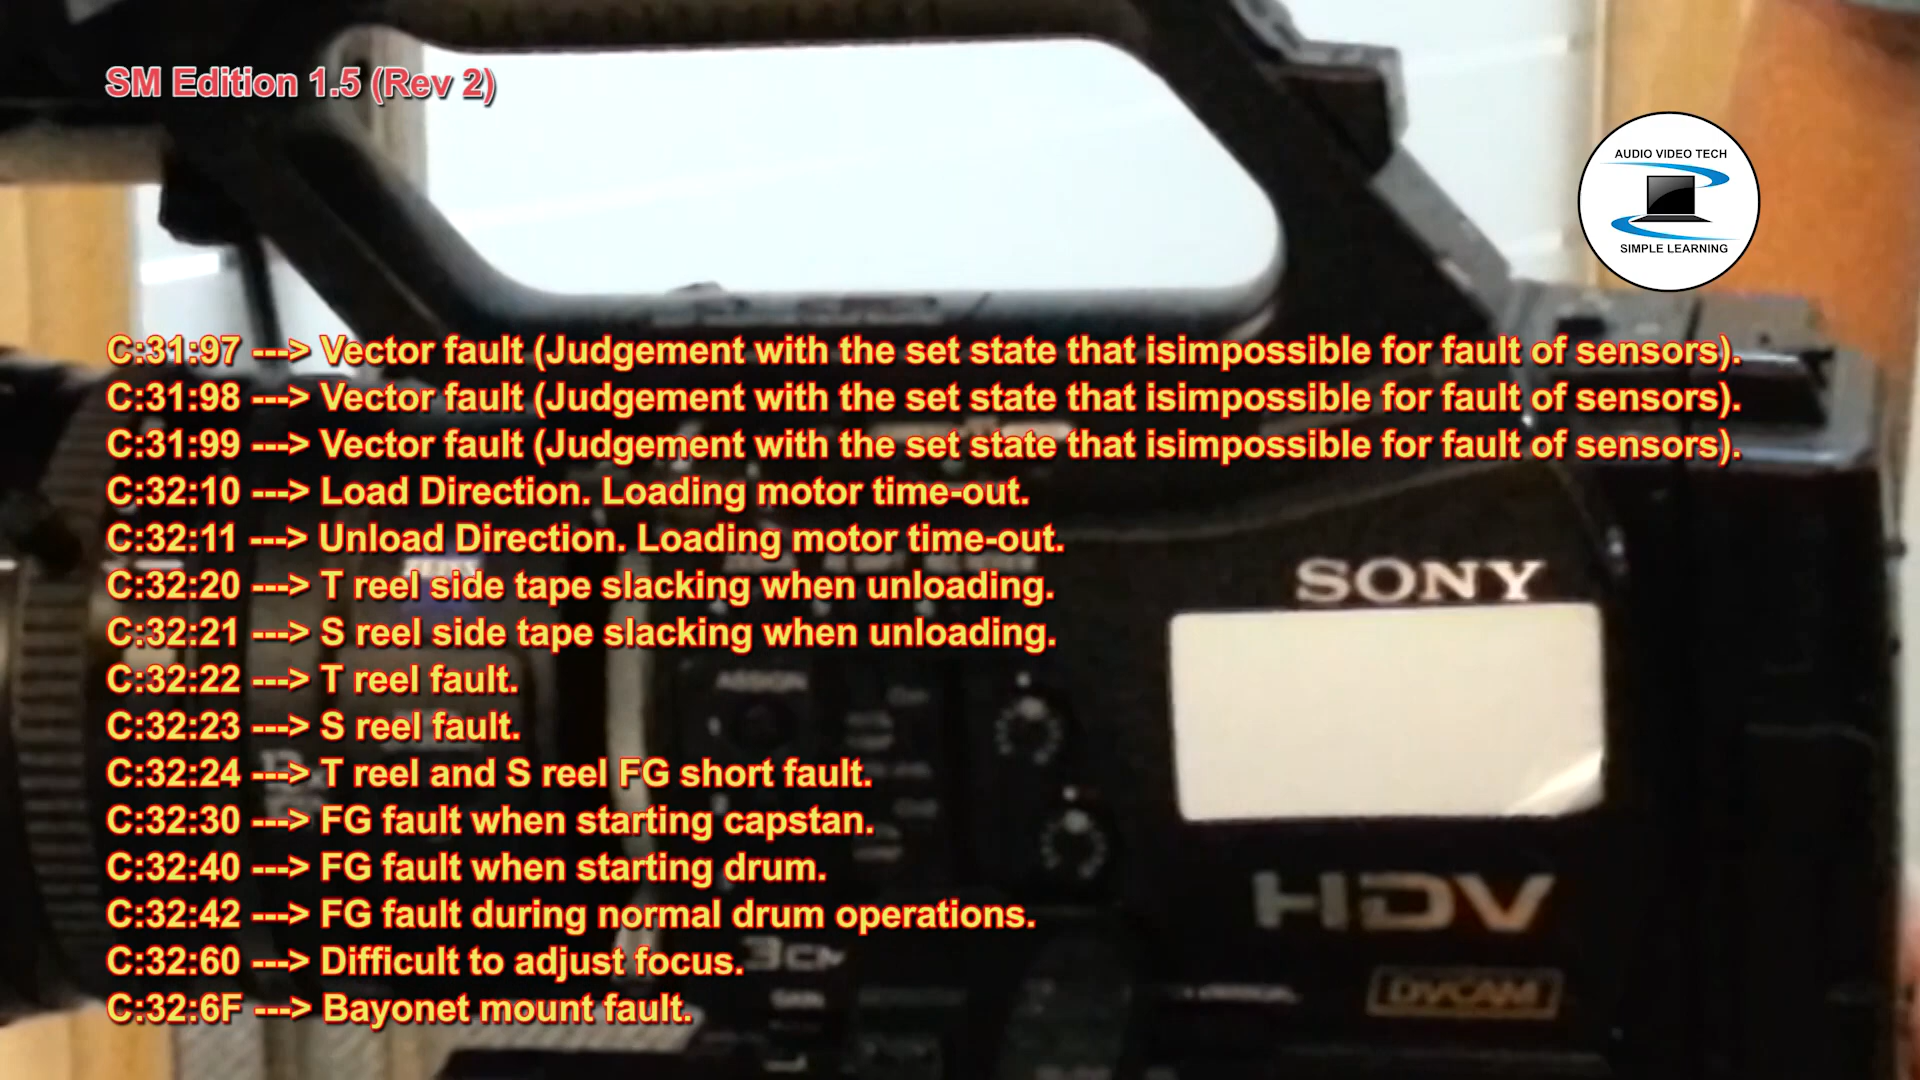 SM Edition 1.5 (Rev 2)
AUDIO VIDEO TECH
SIMPLE LEARNING
C:31:97 ---> Vector fault (Judgement with the set state that isimpossible for fault of sensors).
C:31:98 ---> Vector fault (Judgement with the set state that isimpossible for fault of sensors).
C:31:99 ---> Vector fault (Judgement with the set state that isimpossible for fault of sensors).
C:32:10 ---> Load Direction. Loading motor time-out.
C:32:11 ---> Unload Direction. Loading motor time-out.
C:32:20 ---> T reel side tape slacking when unloading.
C:32:21 ---> S reel side tape slacking when unloading.
C:32:22 ---> T reel fault.
C:32:23 ---> S reel fault.
C:32:24 ---> T reel and S reel FG short fault.
C:32:30 ---> FG fault when starting capstan.
C:32:40 ---> FG fault when starting drum.
C:32:42 ---> FG fault during normal drum operations.
C:32:60 ---> Difficult to adjust focus.
C:32:6F ---> Bayonet mount fault.
SONY
ASSIGN
HDV
DVCAM
GAIN